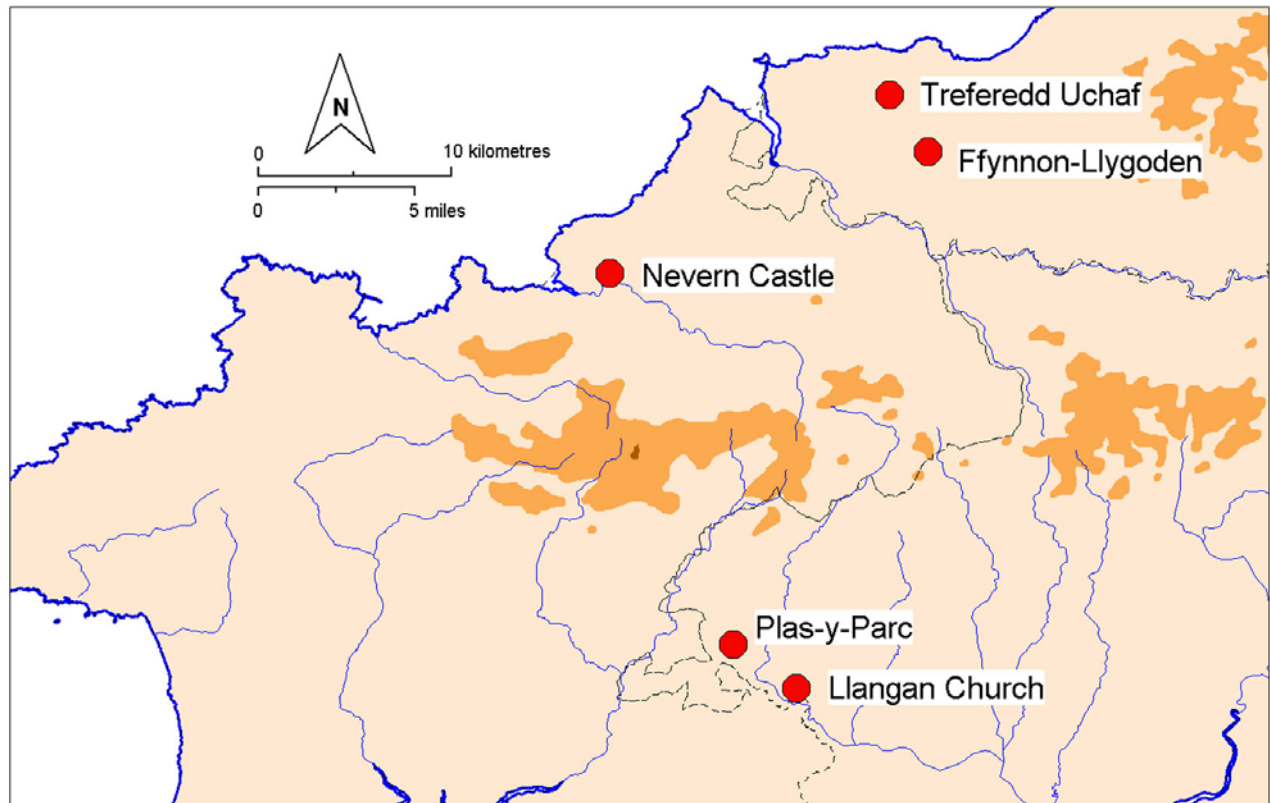 N
0 10 kilometres
0 5 miles
Treferedd Uchaf
Ffynnon-Llygoden
Nevern Castle
Plas-y-Parc
Llangan Church